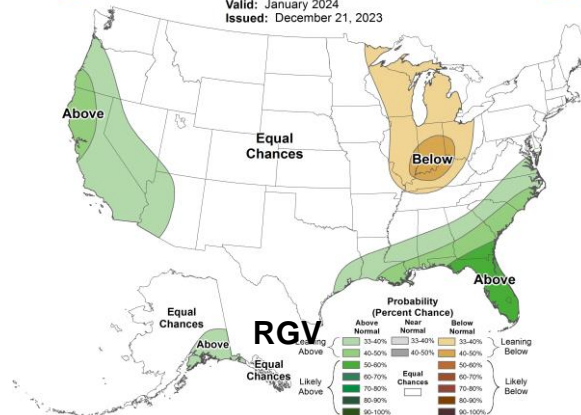 Valid: January 2024
Issued: December 21, 2023
Above
Equal
Chances
Below
Above
Equal
Chances
Above
RGV
Equal
Chances
Probability
(Percent Chance)
Above
Normal
Near
Normal
Below
Normal
Leaning
Above
33-40%
40-50%
33-40%
40-50%
33-40%
40-50%
Leaning
Below
Likely
Above
50-60%
60-70%
70-80%
80-90%
90-100%
Equal
Chances
50-60%
60-70%
70-80%
80-90%
90-100%
Likely
Below